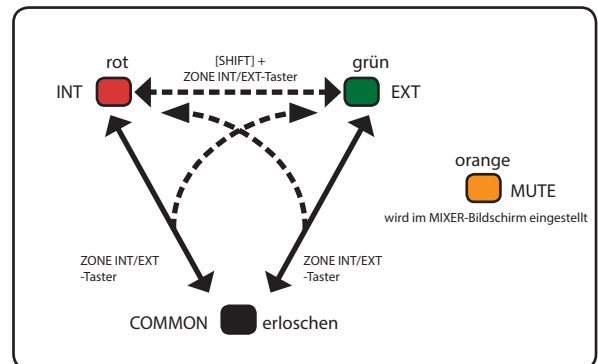 rot
[SHIFT] +
ZONE INT/EXT-Taster
grün
INT
EXT
orange
MUTE
wird im MIXER-Bildschirm eingestellt
ZONE INT/EXT
-Taster
ZONE INT/EXT
-Taster
COMMON
erloschen